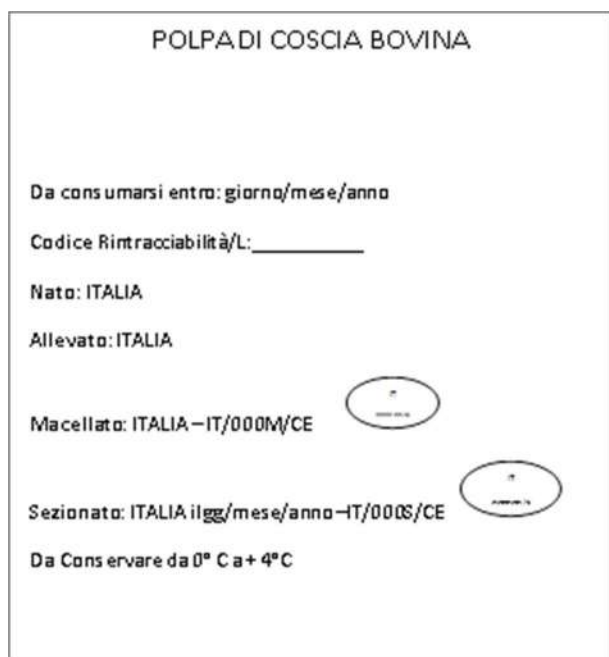 POLPA DI COSCIA BOVINA
Da consumarsi entro: giorno/mese/anno
Codice Rintracciabilità/L:__________
Nato: ITALIA
Allevato: ITALIA
Macellato: ITALIA – IT/000M/CE
Sezionato: ITALIA il gg/mese/anno – IT/000S/CE
Da Conservare da 0° C a + 4°C